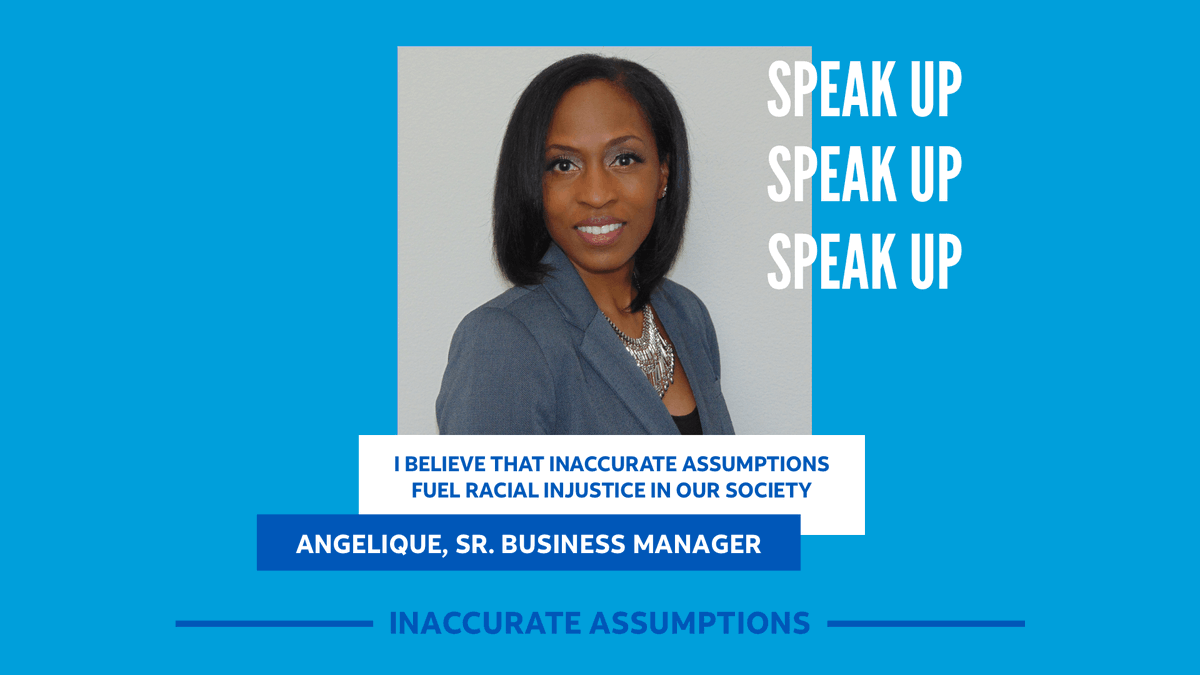 SPEAK UP
SPEAK UP
SPEAK UP
I BELIEVE THAT INACCURATE ASSUMPTIONS
FUEL RACIAL INJUSTICE IN OUR SOCIETY
ANGELIQUE, SR. BUSINESS MANAGER
INACCURATE ASSUMPTIONS